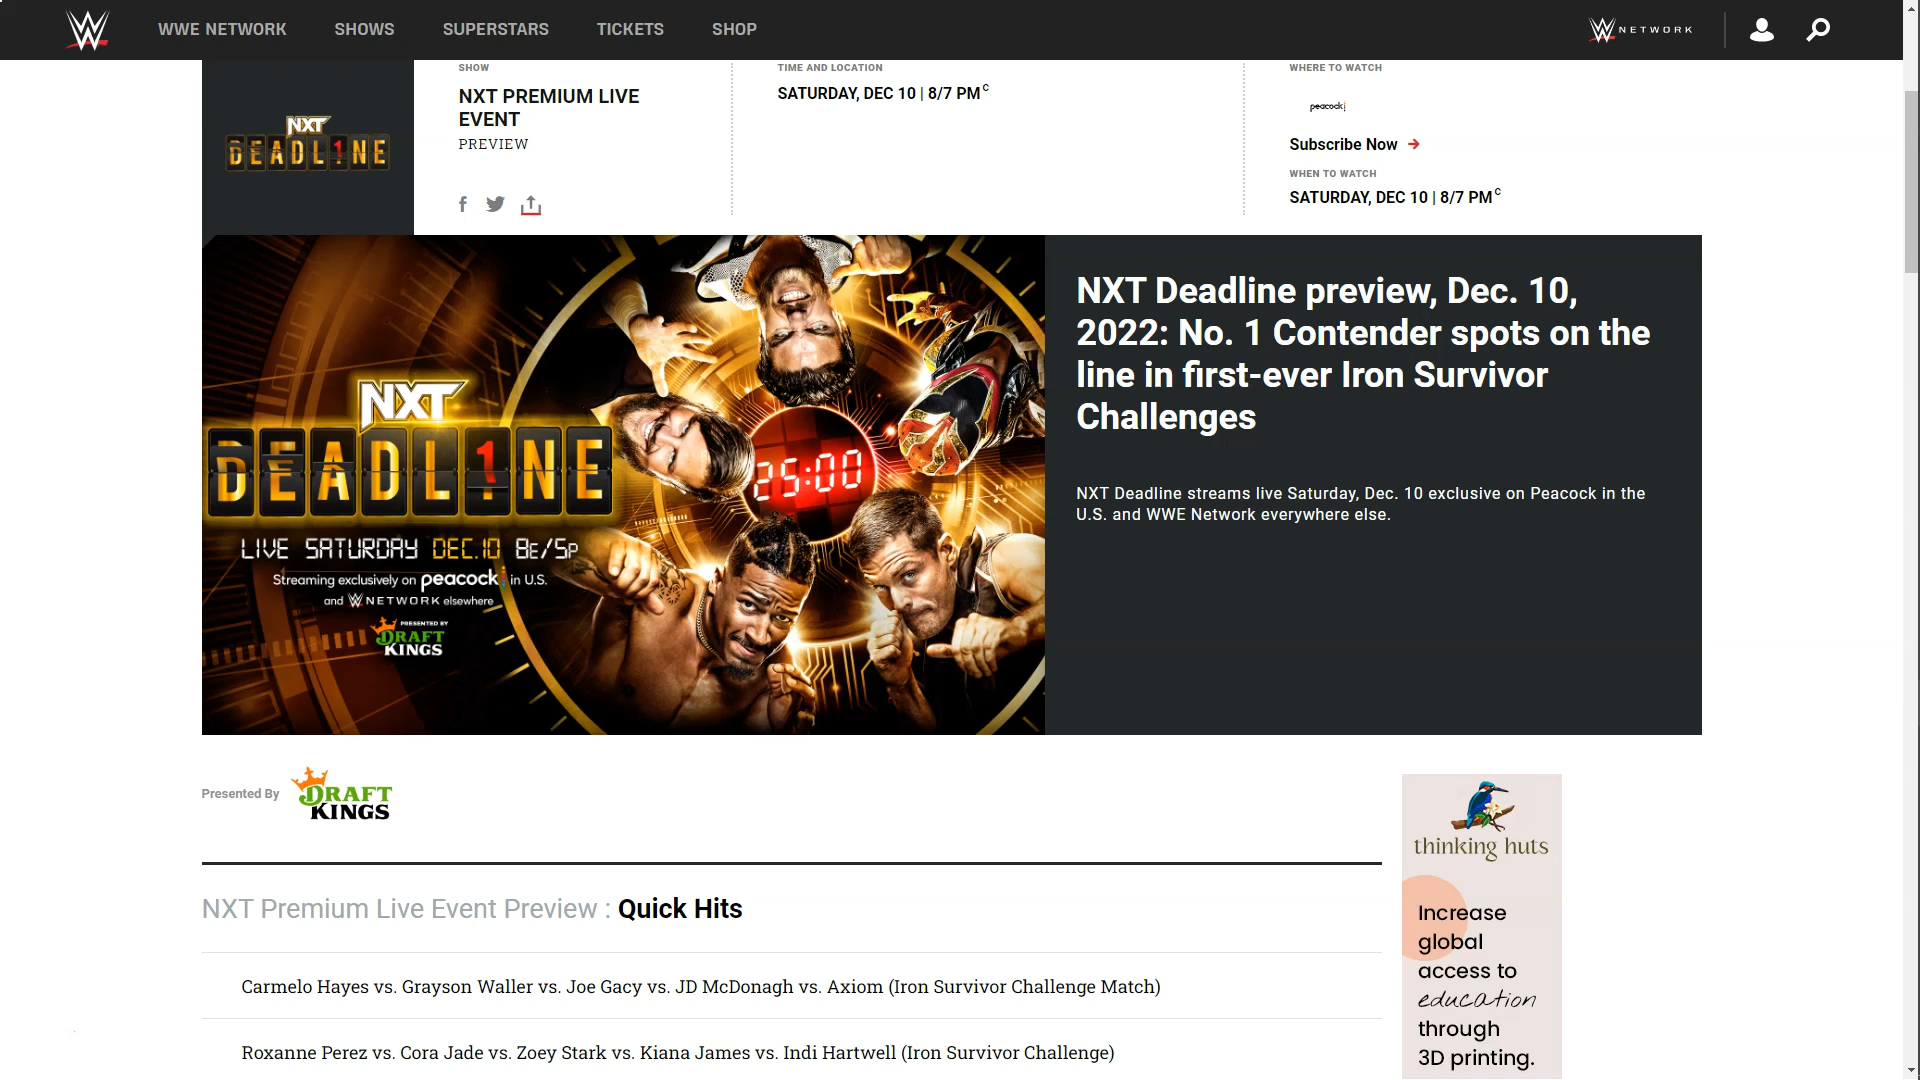 WWE NETWORK
SHOWS
SUPERSTARS
TICKETS
SHOP
NETWORK
NXT
DEADL1NE
SHOW
NXT PREMIUM LIVE
EVENT
PREVIEW
TIME AND LOCATION
SATURDAY, DEC 10 | 8/7 PM C
WHERE TO WATCH
peacock
Subscribe Now
WHEN TO WATCH
SATURDAY, DEC 10 | 8/7 PM C
NXT
DEADL1NE
LIVE SATURDAY DEC.10 8E/5P
Streaming exclusively on peacock in U.S.
and W NETWORK elsewhere
PRESENTED BY
DRAFT
KINGS
25:00
NXT Deadline preview, Dec. 10,
2022: No. 1 Contender spots on the
line in first-ever Iron Survivor
Challenges
NXT Deadline streams live Saturday, Dec. 10 exclusive on Peacock in the
U.S. and WWE Network everywhere else.
Presented By
DRAFT
KINGS
NXT Premium Live Event Preview : Quick Hits
Carmelo Hayes vs. Grayson Waller vs. Joe Gacy vs. JD McDonagh vs. Axiom (Iron Survivor Challenge Match)
Roxanne Perez vs. Cora Jade vs. Zoey Stark vs. Kiana James vs. Indi Hartwell (Iron Survivor Challenge)
thinking huts
Increase
global
access to
education
through
3D printing.